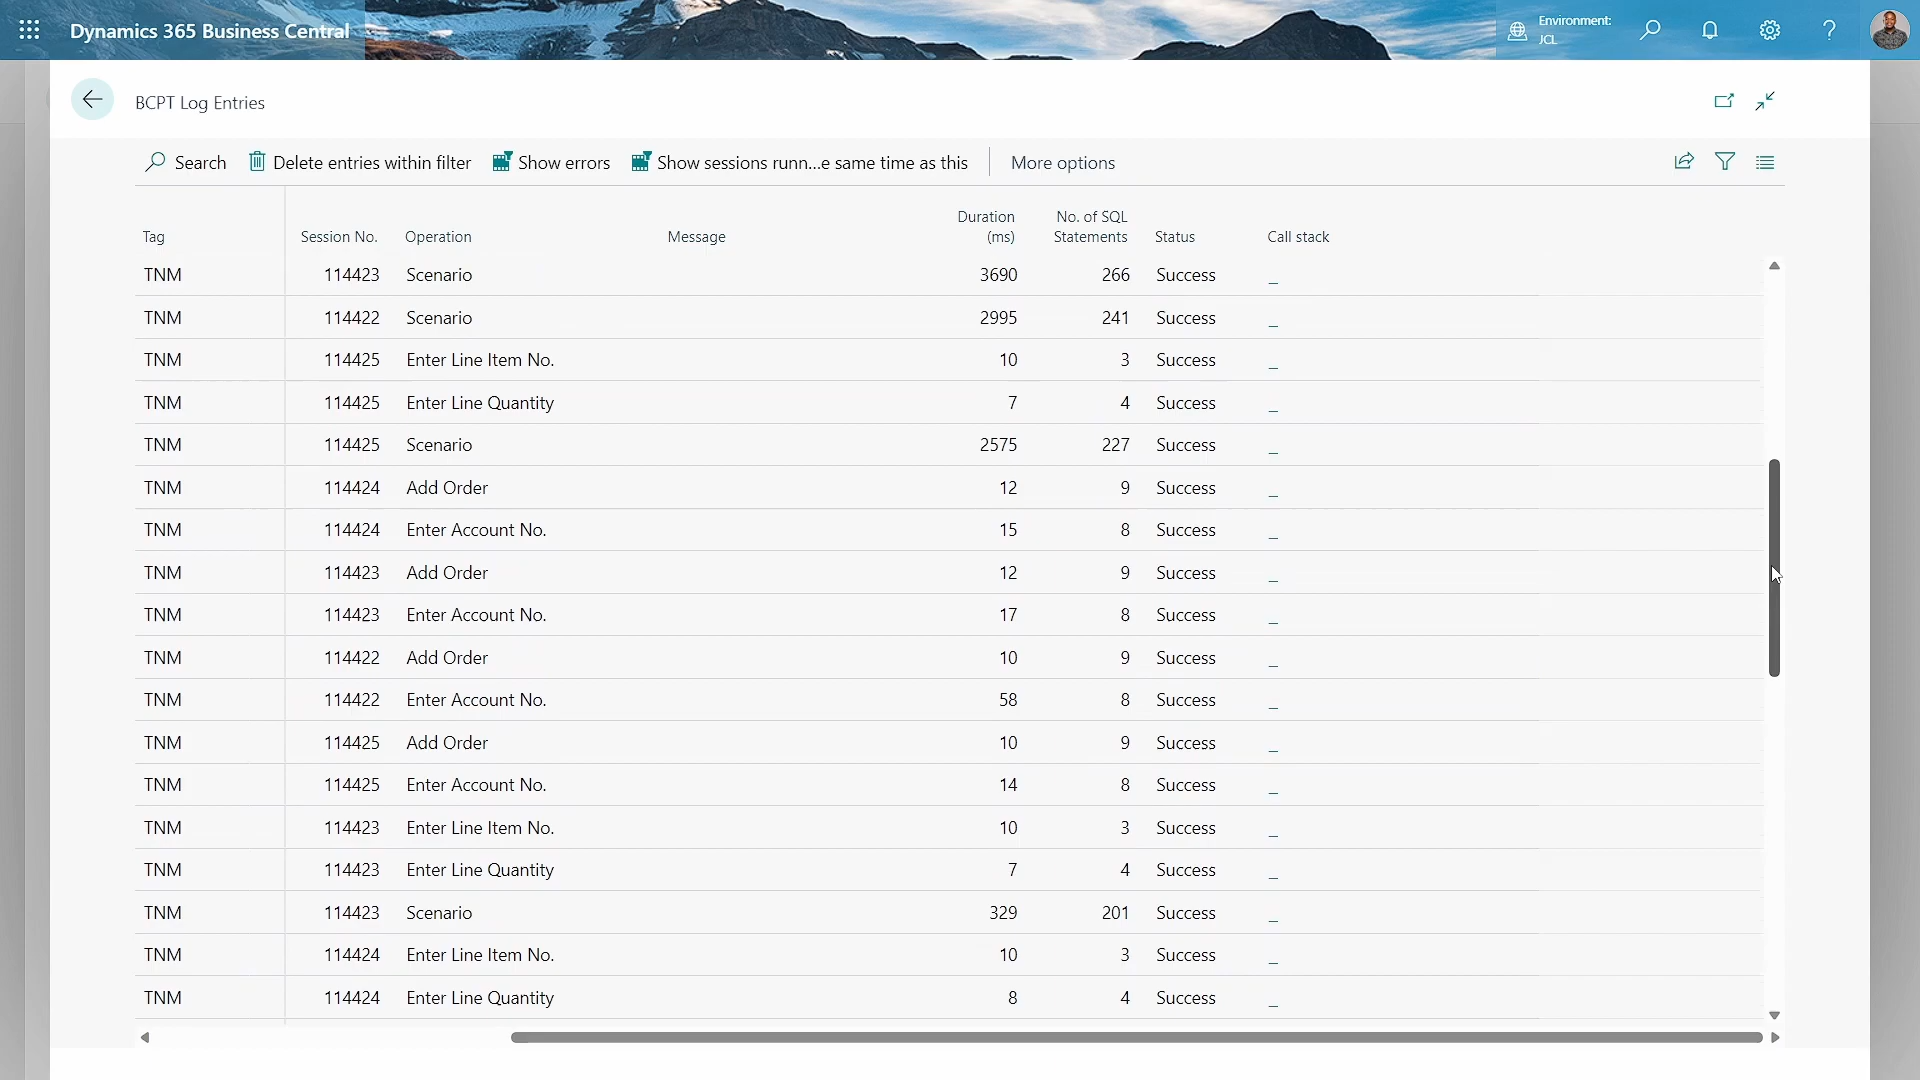 Dynamics 365 Business Central
Environment:
JCL
BCPT Log Entries
Search Delete entries within filter Show errors Show sessions runn...e same time as this More options
Tag Session No. Operation Message Duration (ms) No. of SQL Statements Status Call stack
TNM 114423 Scenario 3690 266 Success _
TNM 114422 Scenario 2995 241 Success _
TNM 114425 Enter Line Item No. 10 3 Success _
TNM 114425 Enter Line Quantity 7 4 Success _
TNM 114425 Scenario 2575 227 Success _
TNM 114424 Add Order 12 9 Success _
TNM 114424 Enter Account No. 15 8 Success _
TNM 114423 Add Order 12 9 Success _
TNM 114423 Enter Account No. 17 8 Success _
TNM 114422 Add Order 10 9 Success _
TNM 114422 Enter Account No. 58 8 Success _
TNM 114425 Add Order 10 9 Success _
TNM 114425 Enter Account No. 14 8 Success _
TNM 114423 Enter Line Item No. 10 3 Success _
TNM 114423 Enter Line Quantity 7 4 Success _
TNM 114423 Scenario 329 201 Success _
TNM 114424 Enter Line Item No. 10 3 Success _
TNM 114424 Enter Line Quantity 8 4 Success _